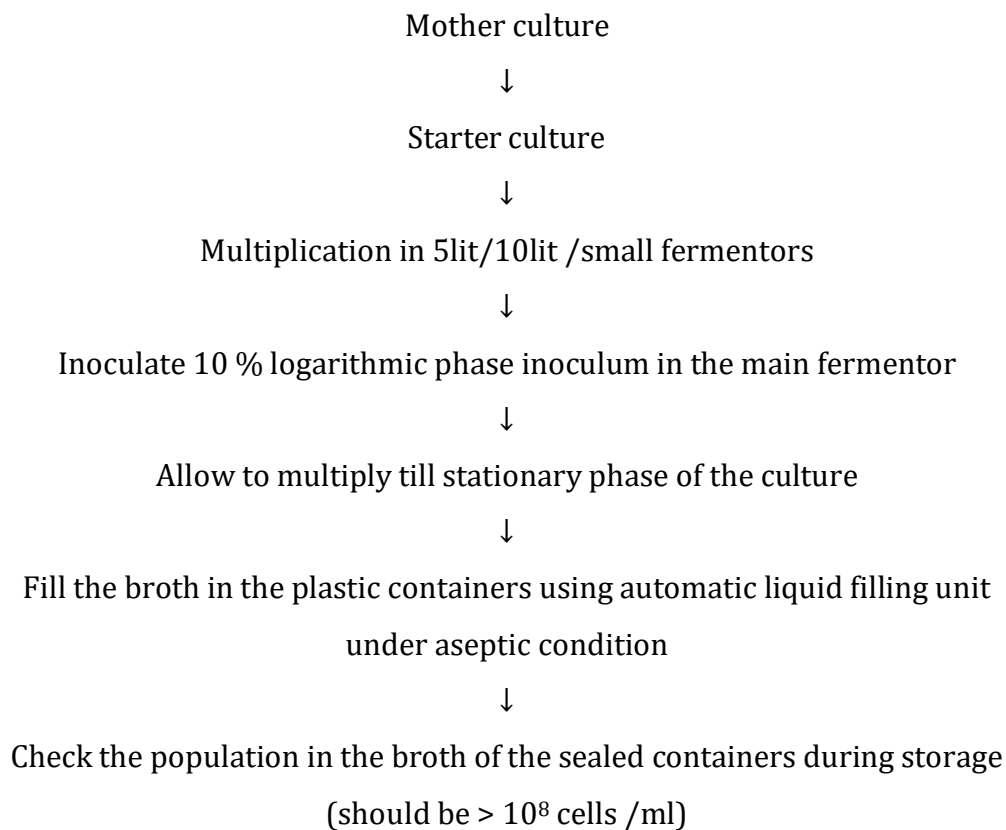 Mother culture
↓
Starter culture
↓
Multiplication in 5lit/10lit /small fermentors
↓
Inoculate 10 % logarithmic phase inoculum in the main fermentor
↓
Allow to multiply till stationary phase of the culture
↓
Fill the broth in the plastic containers using automatic liquid filling unit
under aseptic condition
↓
Check the population in the broth of the sealed containers during storage
(should be > 10⁸ cells /ml)